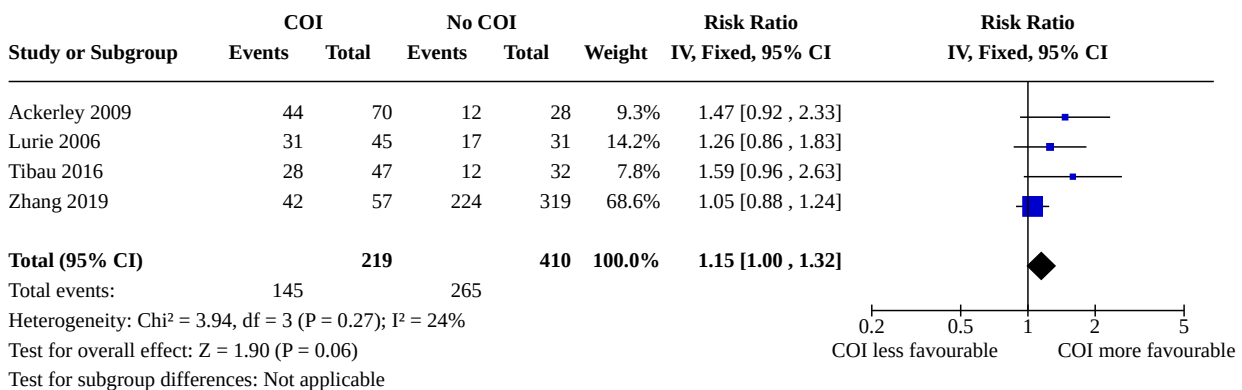 COI No COI Risk Ratio Risk Ratio
Study or Subgroup Events Total Events Total Weight IV, Fixed, 95% CI IV, Fixed, 95% CI
Ackerley 2009 44 70 12 28 9.3% 1.47 [0.92 , 2.33]
Lurie 2006 31 45 17 31 14.2% 1.26 [0.86 , 1.83]
Tibau 2016 28 47 12 32 7.8% 1.59 [0.96 , 2.63]
Zhang 2019 42 57 224 319 68.6% 1.05 [0.88 , 1.24]
Total (95% CI) 219 410 100.0% 1.15 [1.00 , 1.32]
Total events: 145 265
Heterogeneity: Chi² = 3.94, df = 3 (P = 0.27); I² = 24%
0.2 0.5 1 2 5
Test for overall effect: Z = 1.90 (P = 0.06)
COI less favourable COI more favourable
Test for subgroup differences: Not applicable